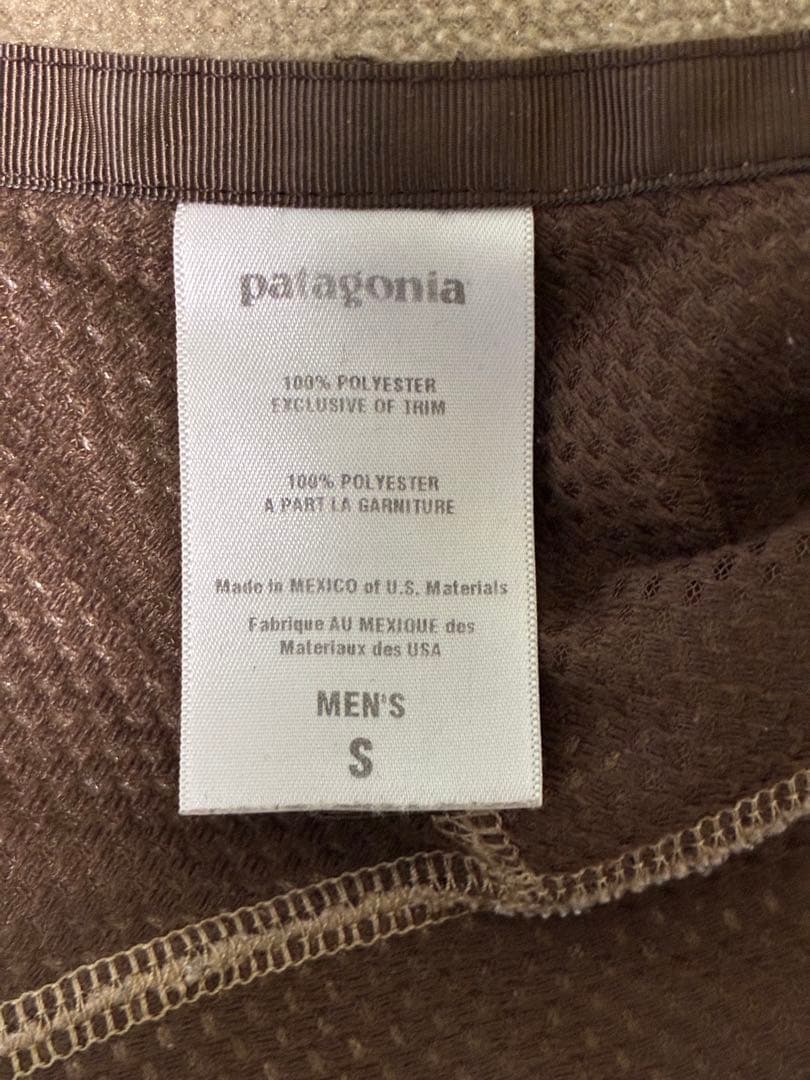 patagonia
100% POLYESTER
EXCLUSIVE OF TRIM
100% POLYESTER
A PART LA GARNITURE
Made in MEXICO of U.S. Materials
Fabrique AU MEXIQUE des
Materiaux des USA
MEN'S
S